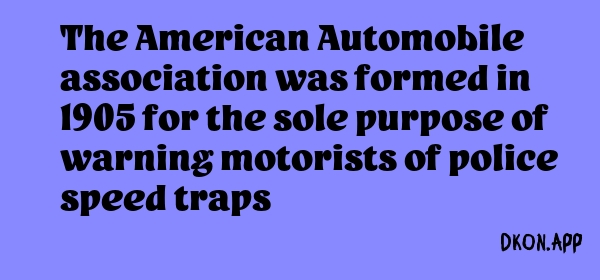 The American Automobile
association was formed in
1905 for the sole purpose of
warning motorists of police
speed traps
DKON.APP